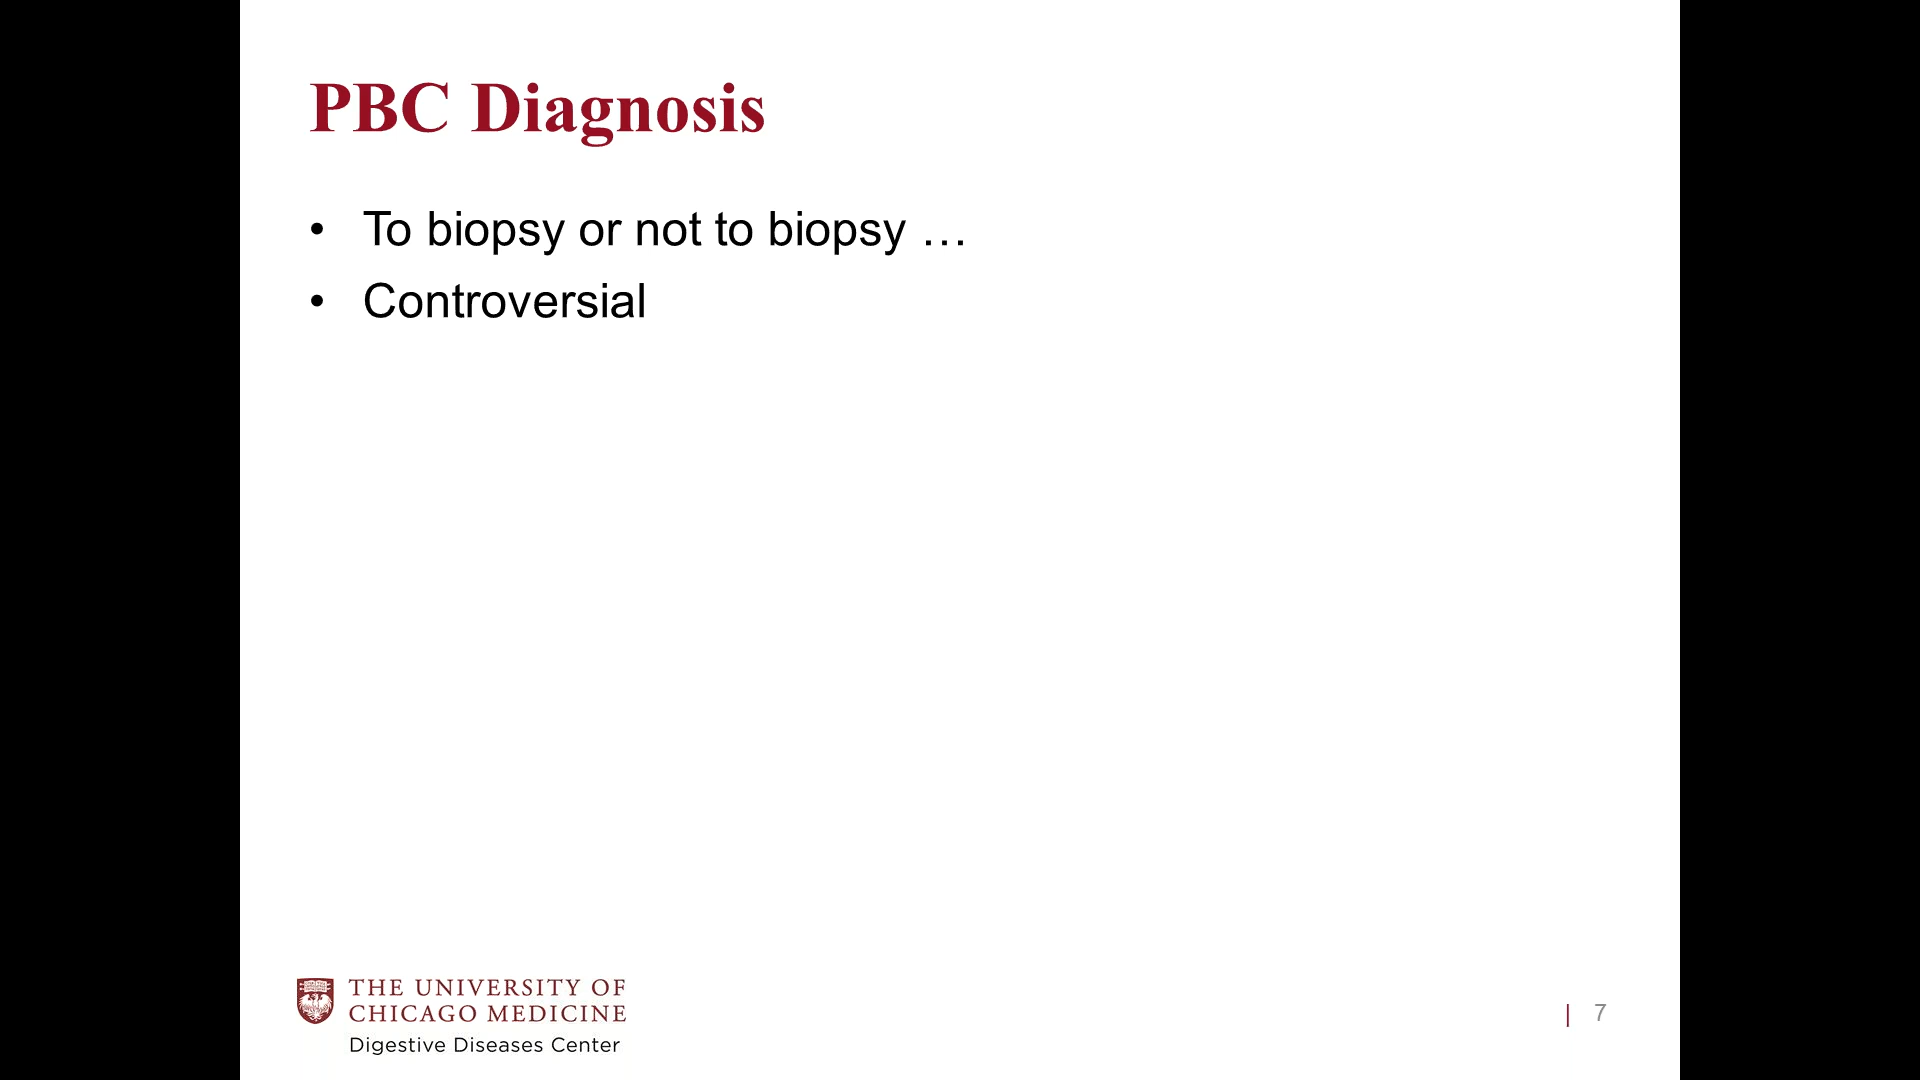 PBC Diagnosis
• To biopsy or not to biopsy …
• Controversial
THE UNIVERSITY OF
CHICAGO MEDICINE
Digestive Diseases Center
| 7